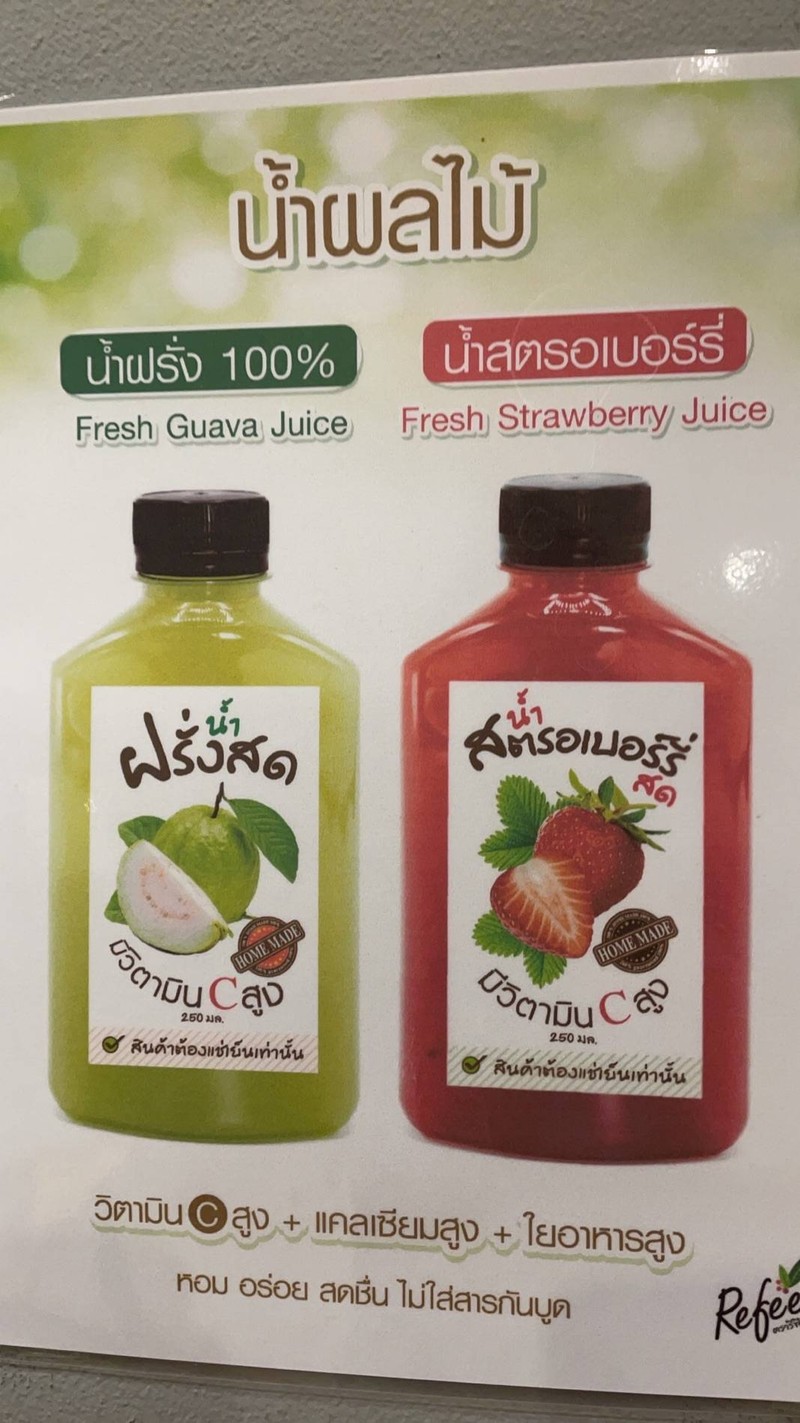 น้ำผลไม้
น้ำฝรั่ง 100%
Fresh Guava Juice
น้ำสตรอเบอร์รี่
Fresh Strawberry Juice
น้ำ
ฝรั่งสด
HOME MADE
มีวิตามิน C สูง
250 มล.
สินค้าต้องแช่เย็นเท่านั้น
น้ำ
สตรอเบอร์รี่
สด
HOME MADE
มีวิตามิน C สูง
250 มล.
สินค้าต้องแช่เย็นเท่านั้น
วิตามิน C สูง + แคลเซียมสูง + ใยอาหารสูง
หอม อร่อย สดชื่น ไม่ใส่สารกันบูด
Refee